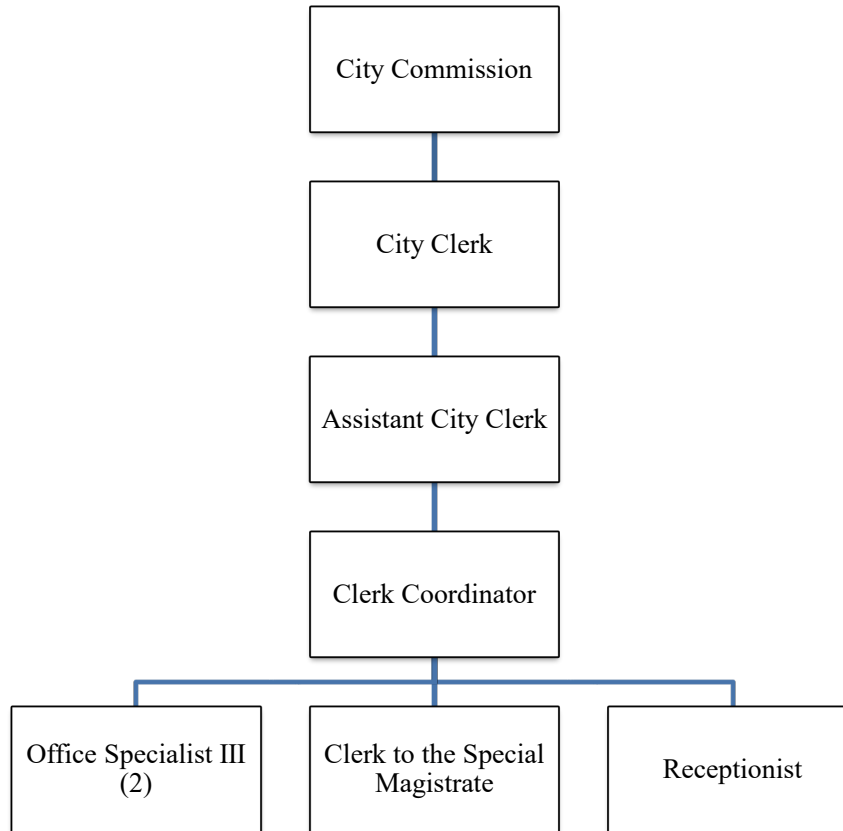 City Commission
City Clerk
Assistant City Clerk
Clerk Coordinator
Office Specialist III
(2)
Clerk to the Special
Magistrate
Receptionist